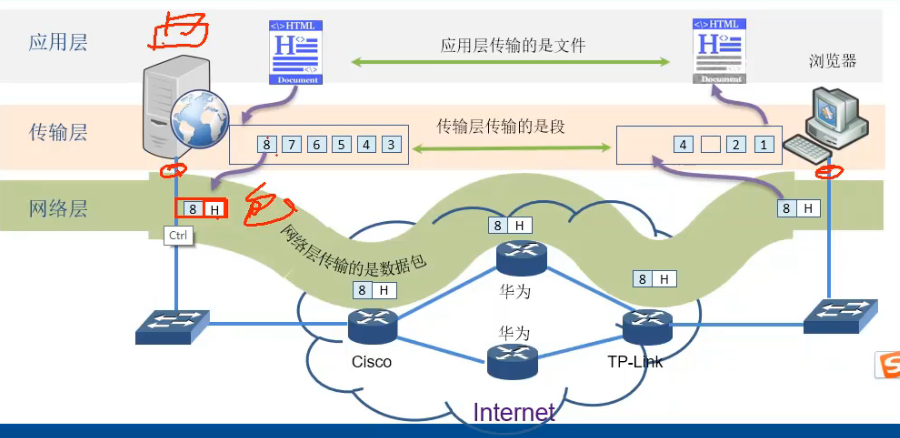 应用层
<\>HTML
H
Document
应用层传输的是文件
<\>HTML
H
Document
浏览器
传输层
8 7 6 5 4 3
传输层传输的是段
4 2 1
网络层
8 H
包
8 H
8 H
Ctrl
网络层传输的是数据包
8 H
8 H
华为
华为
Cisco
TP-Link
Internet
S